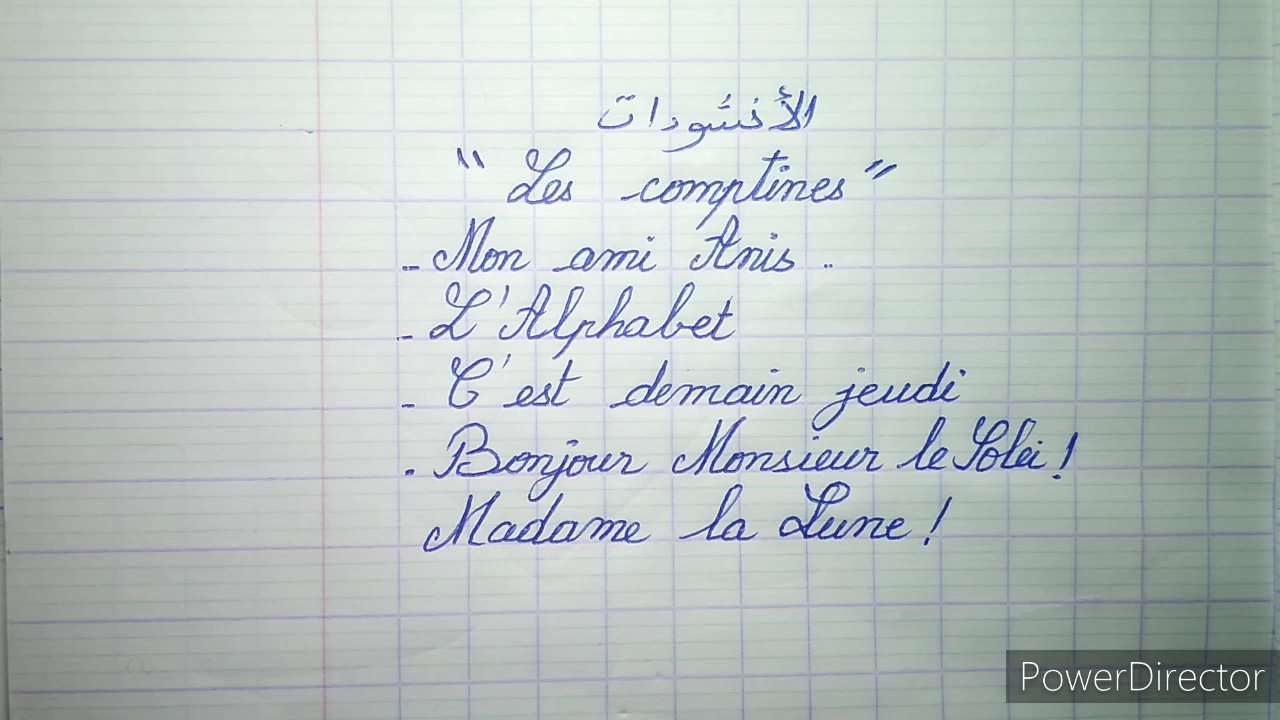 الأنشودات
" Les comptines "
- Mon ami Anis .
- L'Alphabet
- C'est demain jeudi
- Bonjour Monsieur le Solei !
Madame la Lune !
PowerDirector